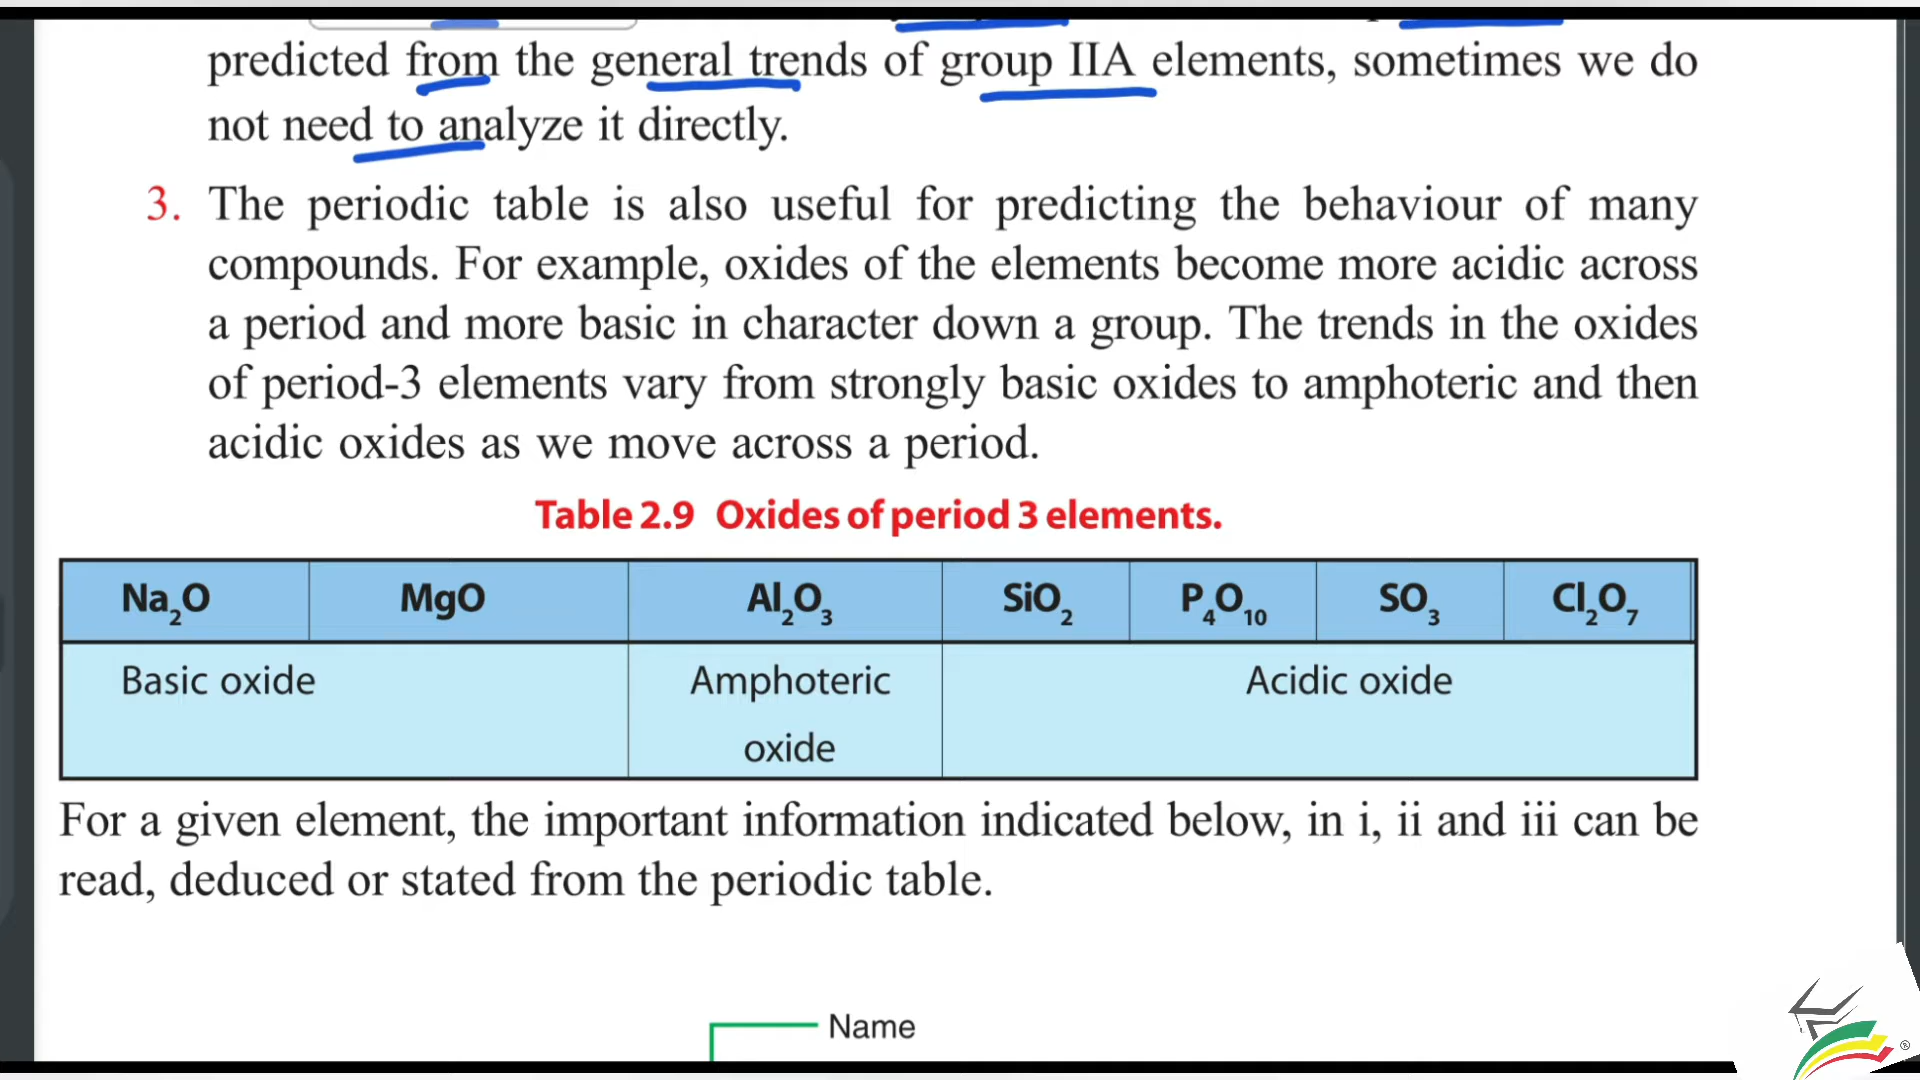 predicted from the general trends of group IIA elements, sometimes we do
not need to analyze it directly.
3. The periodic table is also useful for predicting the behaviour of many
compounds. For example, oxides of the elements become more acidic across
a period and more basic in character down a group. The trends in the oxides
of period-3 elements vary from strongly basic oxides to amphoteric and then
acidic oxides as we move across a period.
Table 2.9 Oxides of period 3 elements.
Na₂O MgO Al₂O₃ SiO₂ P₄O₁₀ SO₃ Cl₂O₇
Basic oxide Amphoteric oxide Acidic oxide
For a given element, the important information indicated below, in i, ii and iii can be
read, deduced or stated from the periodic table.
Name
®